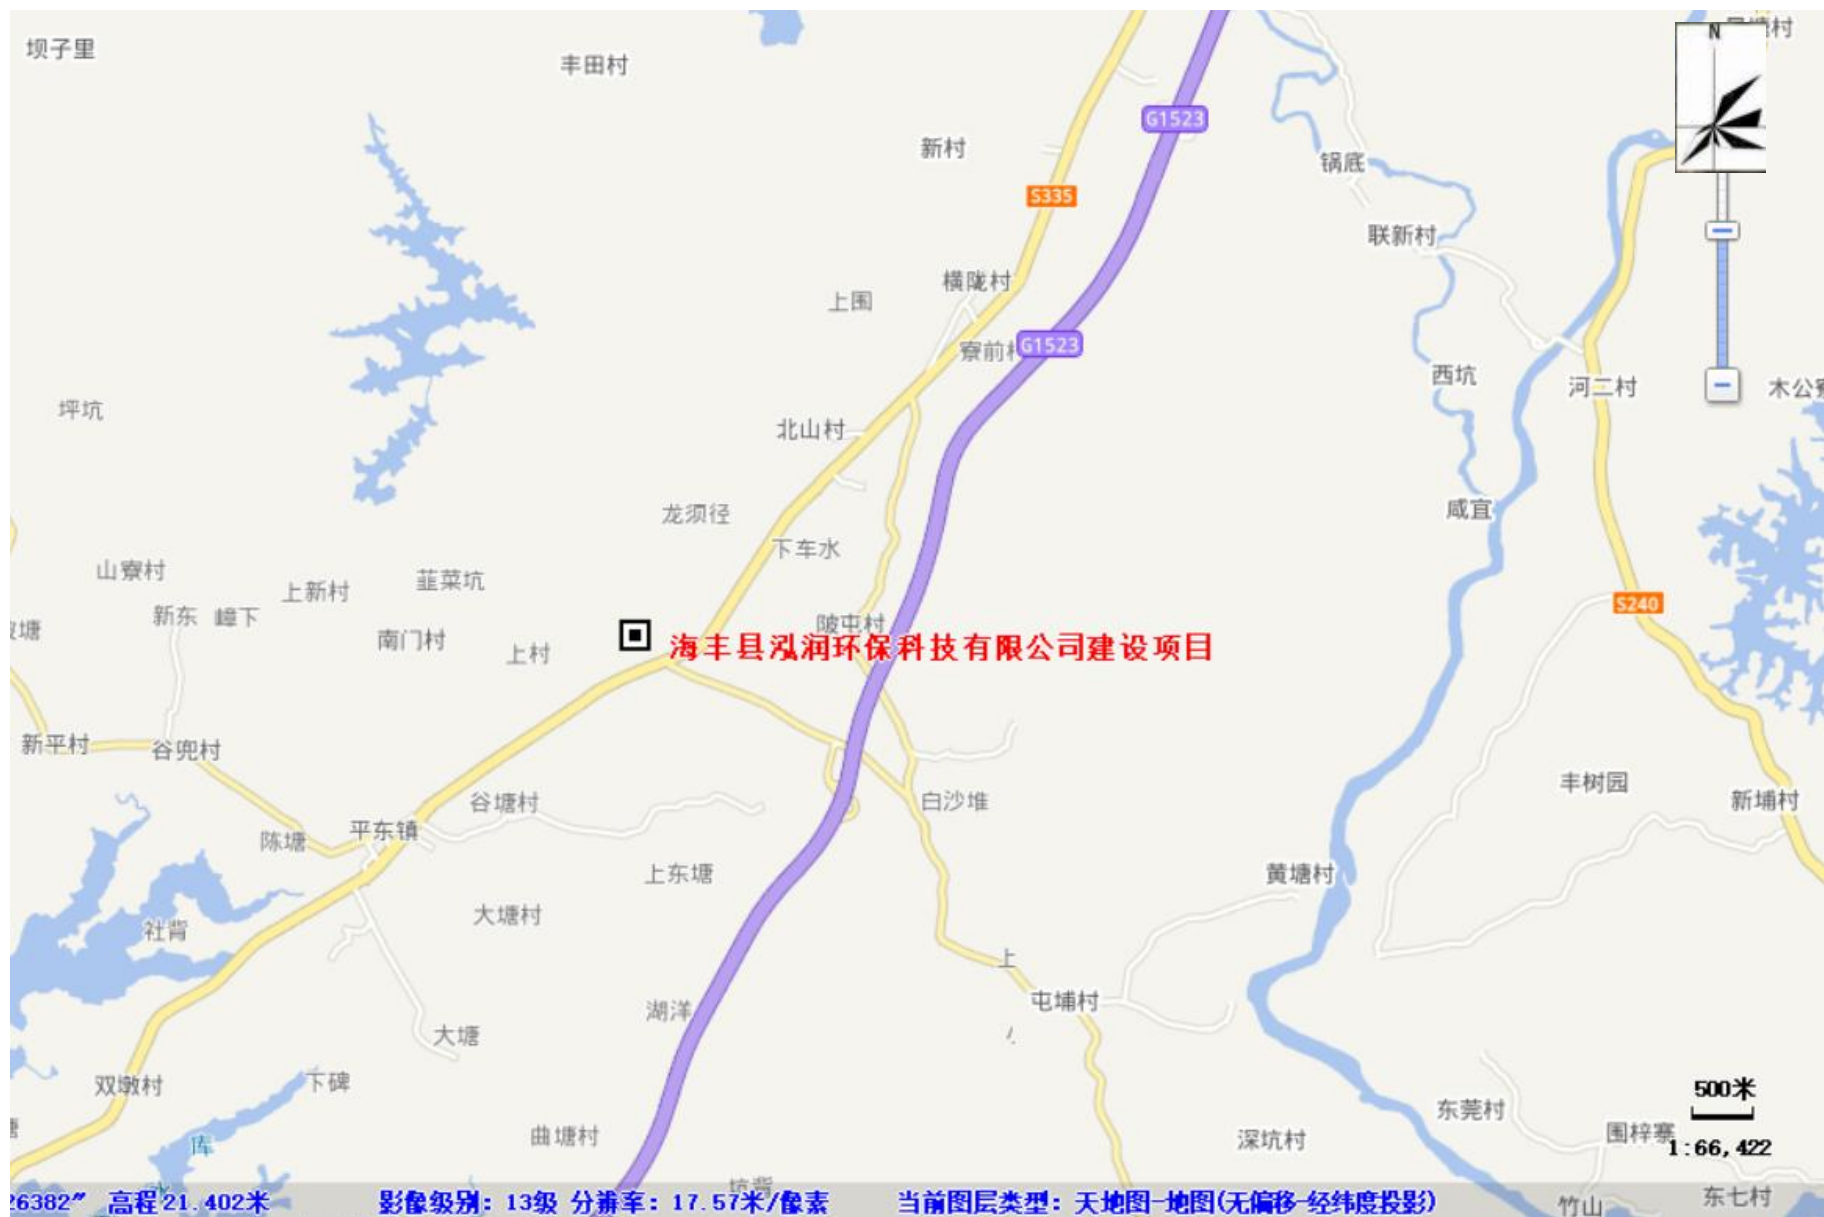 坝子里
丰田村
N
G1523
新村
锅底
S335
联新村
横陇村
上围
寮前
G1523
西坑
河二村
木公寮
坪坑
北山村
咸宜
龙须径
下车水
山寮村
韮菜坑
上新村
新东
嶂下
S240
陂屯村
塘
南门村
上村
海丰县泓润环保科技有限公司建设项目
新平村
谷兜村
丰树园
谷塘村
白沙堆
新埔村
陈塘
平东镇
上东塘
黄塘村
大塘村
社背
上
屯埔村
湖洋
大塘
下碑
双墩村
500米
东莞村
曲塘村
深坑村
围梓寨
库
1:66,422
坑背
26382" 高程21.402米 影像级别：13级 分辨率：17.57米/像素 当前图层类型：天地图-地图(无偏移-经纬度投影)
竹山
东七村